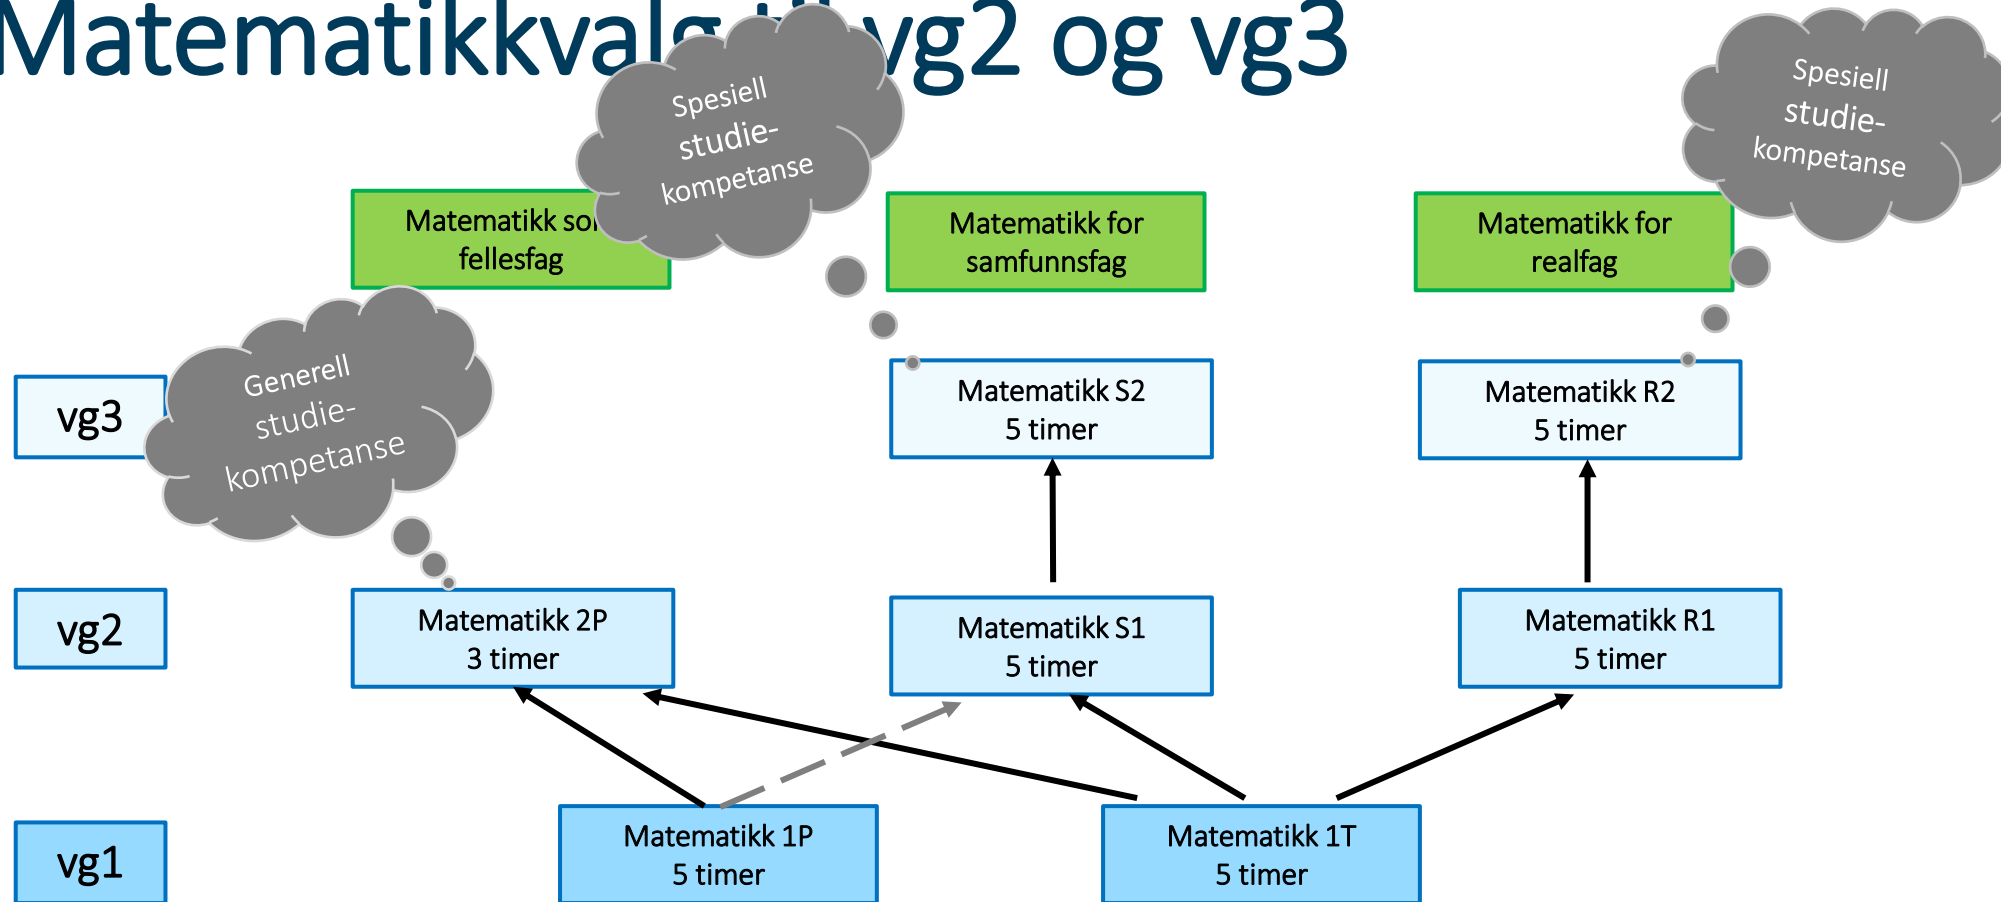 Matematikkvalg til vg2 og vg3
Spesiell
studie-
kompetanse
Spesiell
studie-
kompetanse
Matematikk so
fellesfag
Matematikk for
samfunnsfag
Matematikk for
realfag
Generell
studie-
kompetanse
vg3
Matematikk S2
5 timer
Matematikk R2
5 timer
vg2
Matematikk 2P
3 timer
Matematikk S1
5 timer
Matematikk R1
5 timer
vg1
Matematikk 1P
5 timer
Matematikk 1T
5 timer